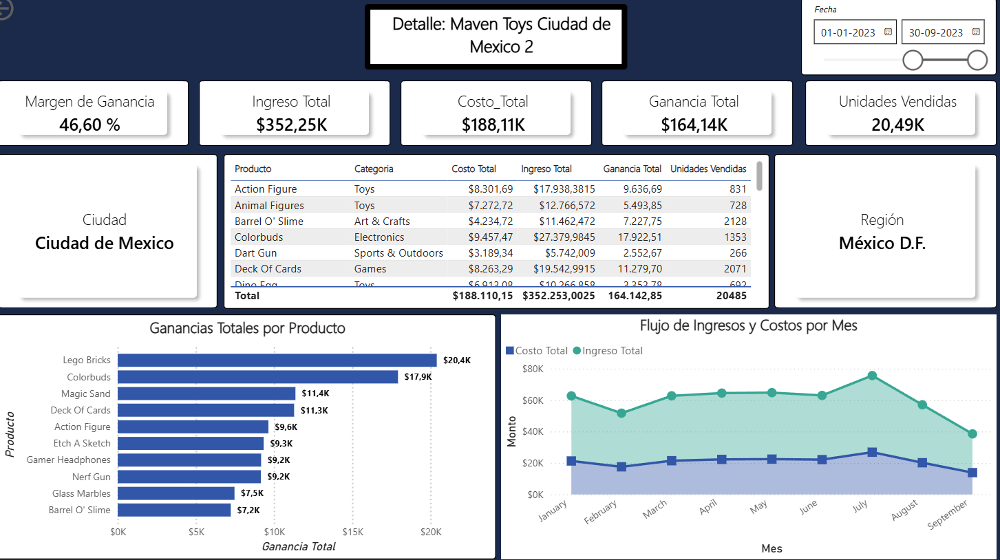 Detalle: Maven Toys Ciudad de
Mexico 2
Fecha
01-01-2023 30-09-2023
Margen de Ganancia
46,60 %
Ingreso Total
$352,25K
Costo_Total
$188,11K
Ganancia Total
$164,14K
Unidades Vendidas
20,49K
Ciudad
Ciudad de Mexico
Producto Categoria Costo Total Ingreso Total Ganancia Total Unidades Vendidas
Action Figure Toys $8.301,69 $17.938,3815 9.636,69 831
Animal Figures Toys $7.272,72 $12.766,572 5.493,85 728
Barrel O' Slime Art & Crafts $4.234,72 $11.462,472 7.227,75 2128
Colorbuds Electronics $9.457,47 $27.379,9845 17.922,51 1353
Dart Gun Sports & Outdoors $3.189,34 $5.742,009 2.552,67 266
Deck Of Cards Games $8.263,29 $19.542,9915 11.279,70 2071
Dino Egg Toys $6.913,08 $10.266,858 3.353,78 692
Total $188.110,15 $352.253,0025 164.142,85 20485
Región
México D.F.
Ganancias Totales por Producto
Producto
Lego Bricks $20,4K
Colorbuds $17,9K
Magic Sand $11,4K
Deck Of Cards $11,3K
Action Figure $9,6K
Etch A Sketch $9,3K
Gamer Headphones $9,2K
Nerf Gun $9,2K
Glass Marbles $7,5K
Barrel O' Slime $7,2K
$0K $5K $10K $15K $20K
Ganancia Total
Flujo de Ingresos y Costos por Mes
Costo Total Ingreso Total
Monto
$80K
$60K
$40K
$20K
$0K
January February March April May June July August September
Mes